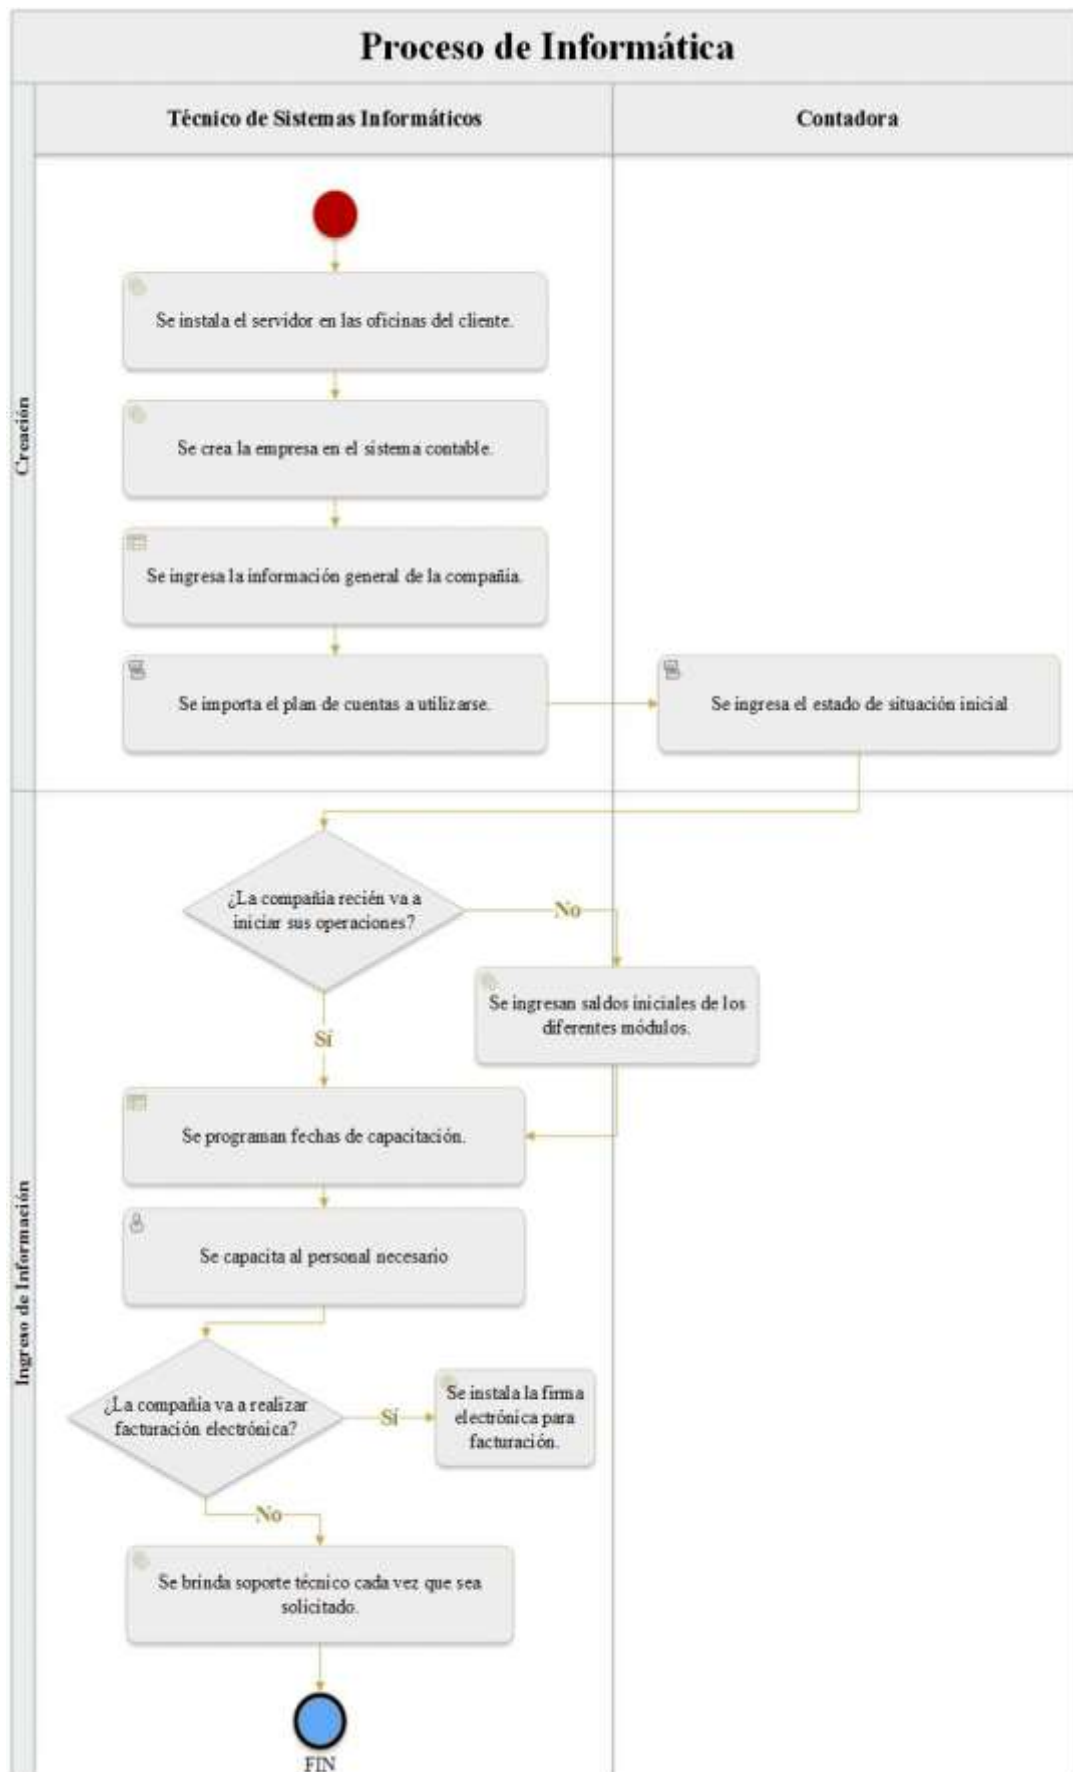 Proceso de Informática
Técnico de Sistemas Informáticos
Contadora
Creación
Se instala el servidor en las oficinas del cliente.
Se crea la empresa en el sistema contable.
Se ingresa la información general de la compañia.
Se importa el plan de cuentas a utilizarse.
Se ingresa el estado de situación inicial
Ingreso de Información
¿La compañia recién va a
iniciar sus operaciones?
No
Se ingresan saldos iniciales de los
diferentes módulos.
Sí
Se programan fechas de capacitación.
Se capacita al personal necesario
¿La compañia va a realizar
facturación electrónica?
Sí
Se instala la firma
electrónica para
facturación.
No
Se brinda soporte técnico cada vez que sea
solicitado.
FIN